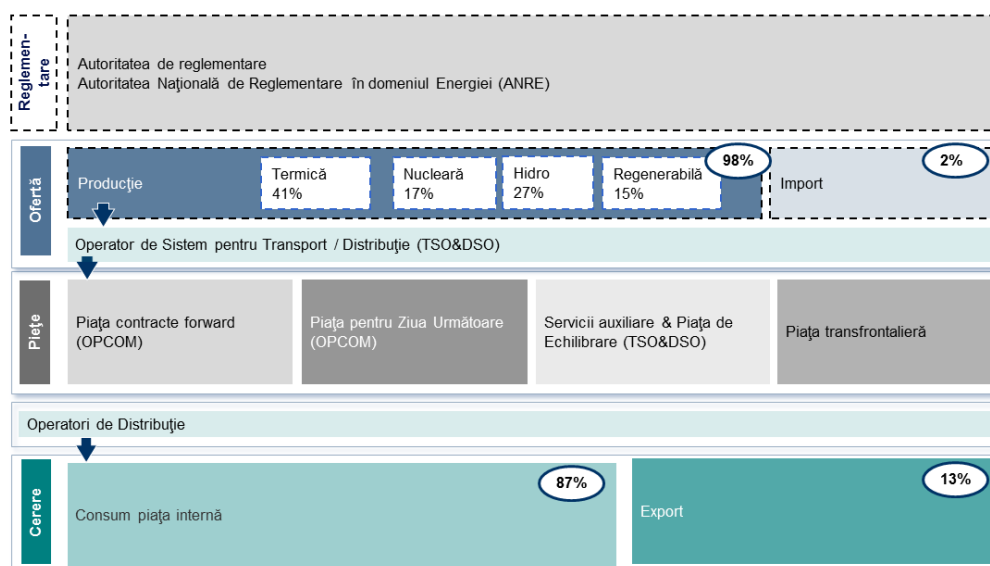 Reglemen-
tare
Autoritatea de reglementare
Autoritatea Naţională de Reglementare în domeniul Energiei (ANRE)
Ofertă
Producţie
Termică
41%
Nucleară
17%
Hidro
27%
Regenerabilă
15%
98%
Import
2%
Operator de Sistem pentru Transport / Distribuţie (TSO&DSO)
Pieţe
Piaţa contracte forward
(OPCOM)
Piaţa pentru Ziua Următoare
(OPCOM)
Servicii auxiliare & Piaţa de
Echilibrare (TSO&DSO)
Piaţa transfrontalieră
Operatori de Distribuţie
Cerere
Consum piaţa internă
87%
Export
13%